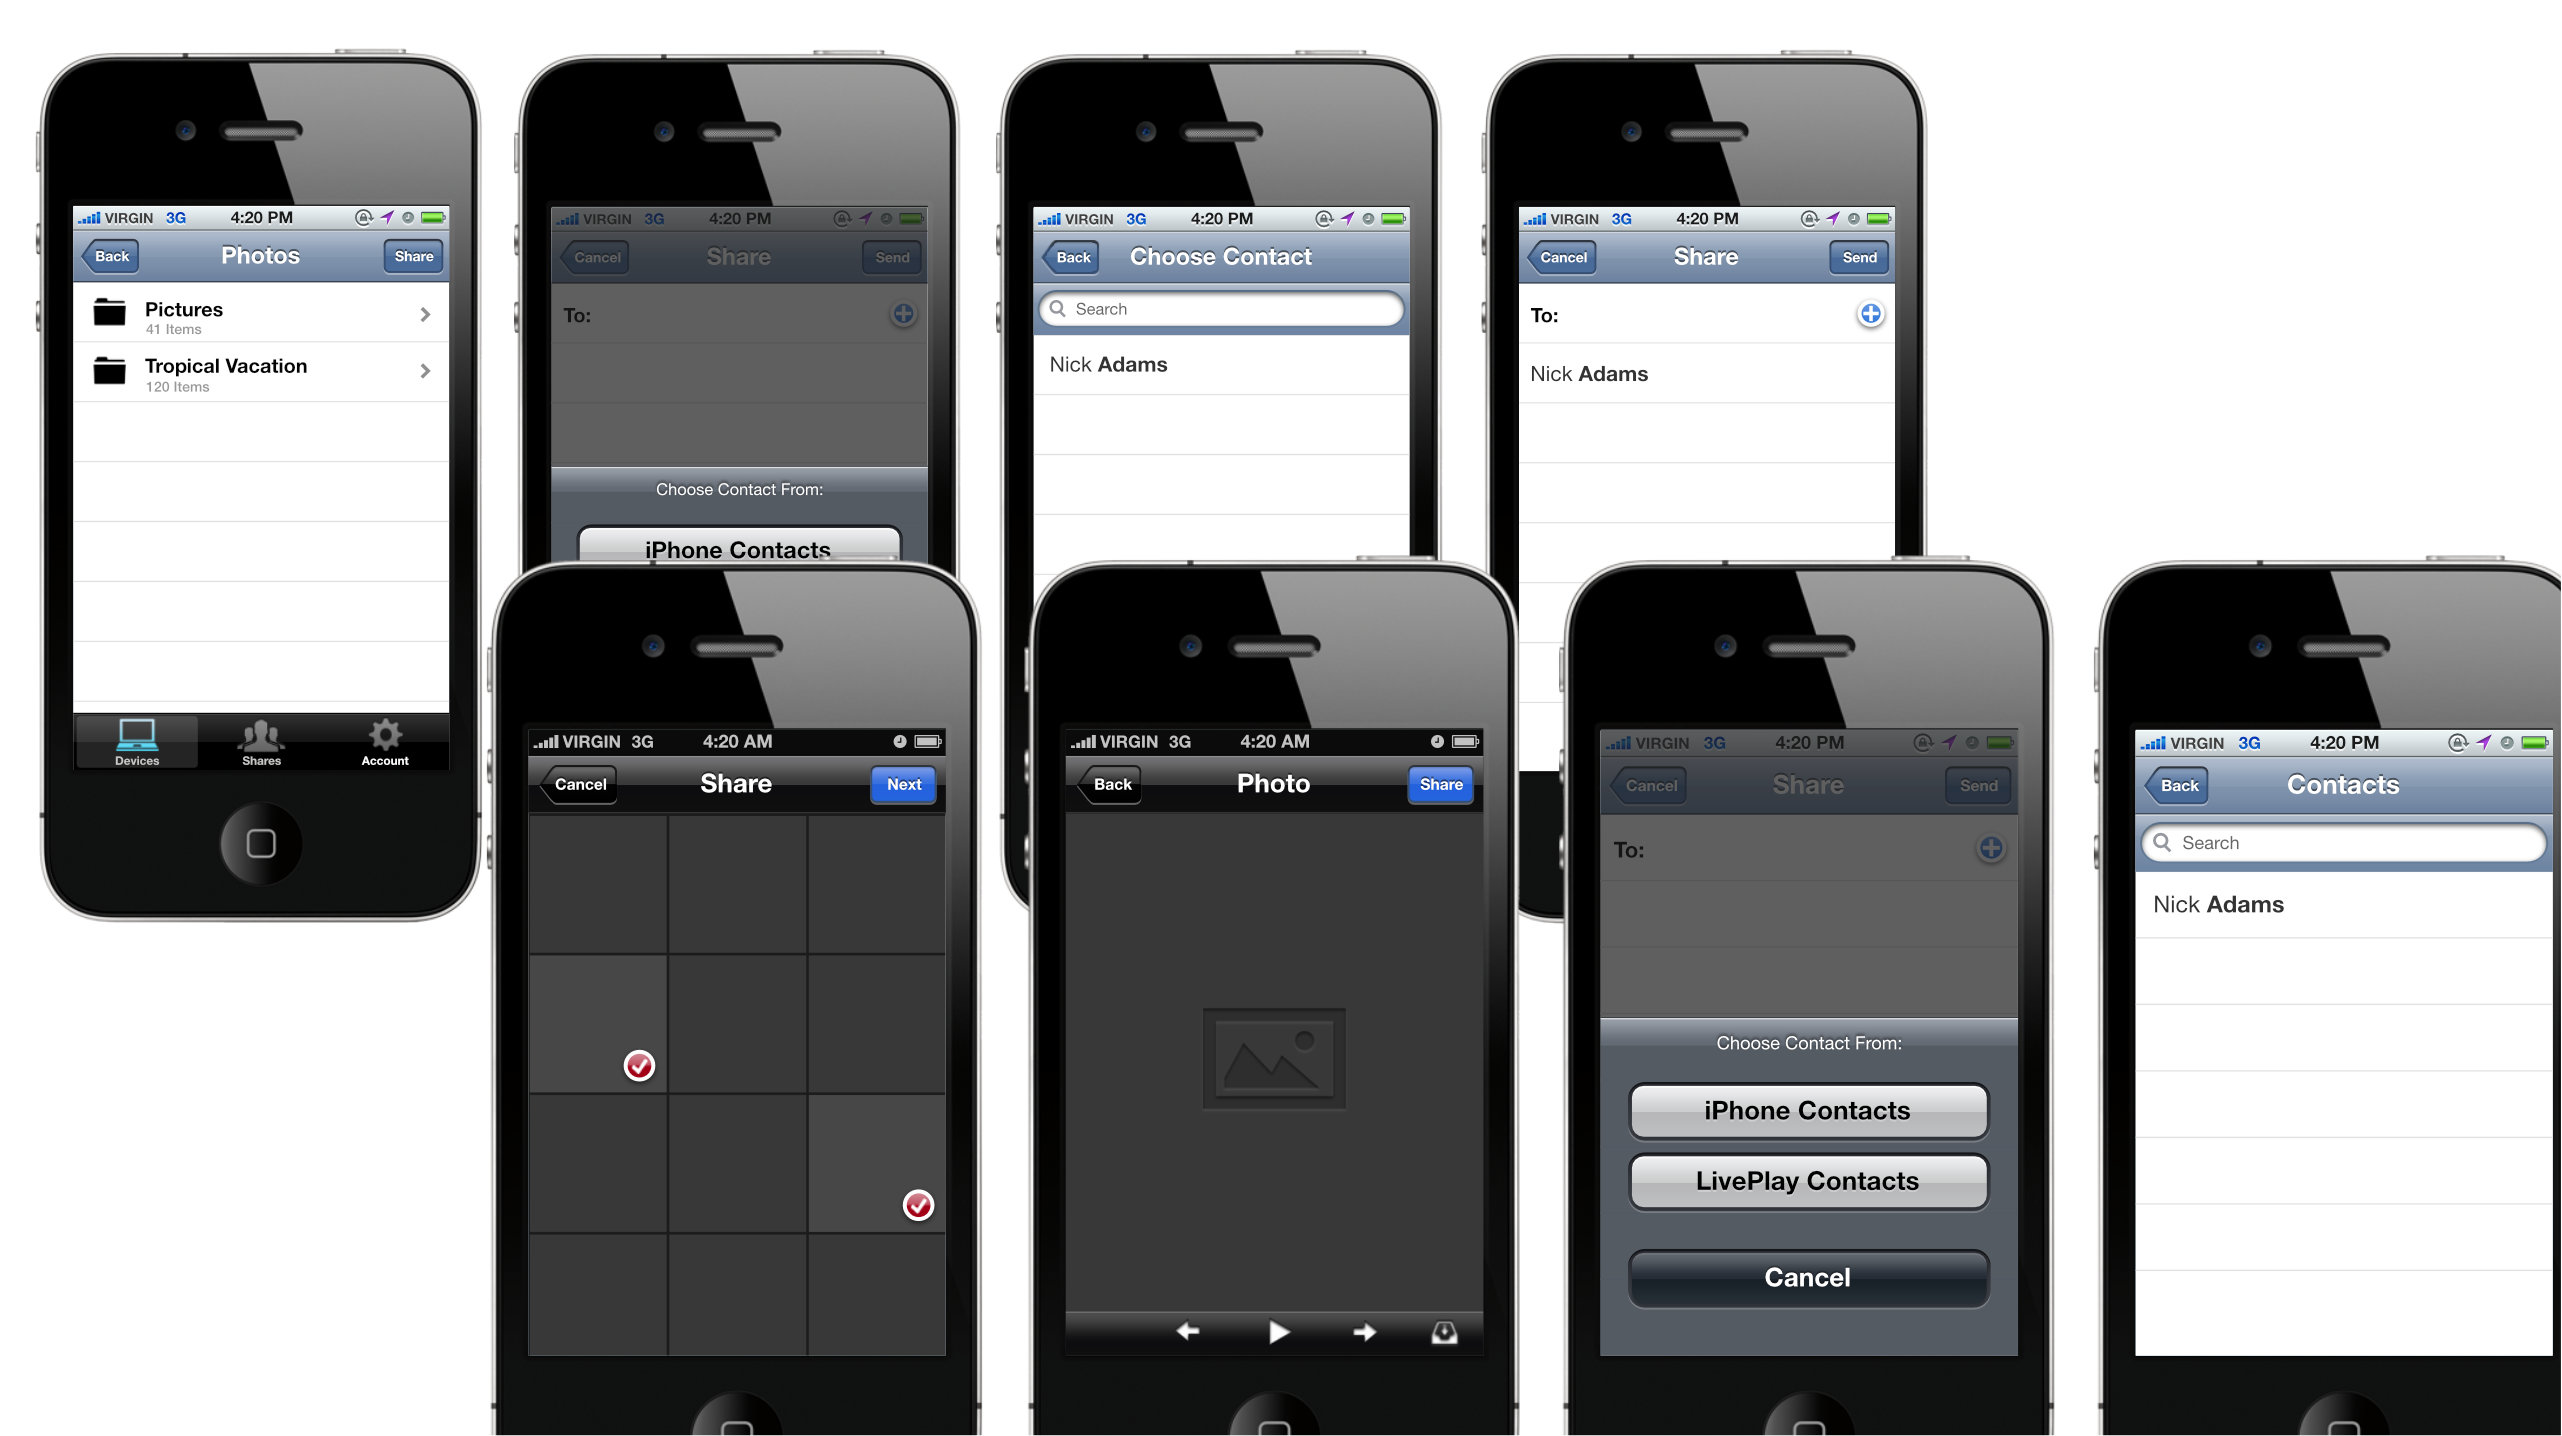 VIRGIN 3G 4:20 PM
Back Photos Share
Pictures
41 Items
Tropical Vacation
120 Items
Devices Shares Account
VIRGIN 3G 4:20 PM
Cancel Share Send
To:
Choose Contact From:
iPhone Contacts
VIRGIN 3G 4:20 PM
Back Choose Contact
Search
Nick Adams
VIRGIN 3G 4:20 PM
Cancel Share Send
To:
Nick Adams
VIRGIN 3G 4:20 AM
Cancel Share Next
VIRGIN 3G 4:20 AM
Back Photo Share
VIRGIN 3G 4:20 PM
Cancel Share Send
To:
Choose Contact From:
iPhone Contacts
LivePlay Contacts
Cancel
VIRGIN 3G 4:20 PM
Back Contacts
Search
Nick Adams